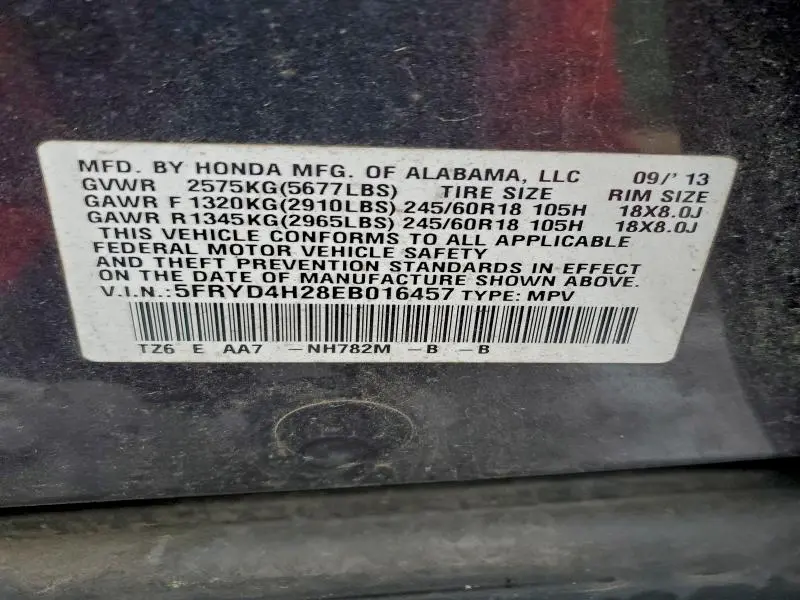 MFD. BY HONDA MFG. OF ALABAMA, LLC 09/' 13
GVWR 2575KG(5677LBS) TIRE SIZE RIM SIZE
GAWR F 1320KG(2910LBS) 245/60R18 105H 18X8.0J
GAWR R1345KG(2965LBS) 245/60R18 105H 18X8.0J
THIS VEHICLE CONFORMS TO ALL APPLICABLE
FEDERAL MOTOR VEHICLE SAFETY
AND THEFT PREVENTION STANDARDS IN EFFECT
ON THE DATE OF MANUFACTURE SHOWN ABOVE.
V.I.N.: 5FRYD4H28EB016457 TYPE: MPV
TZ6 E AA7 -NH782M -B -B